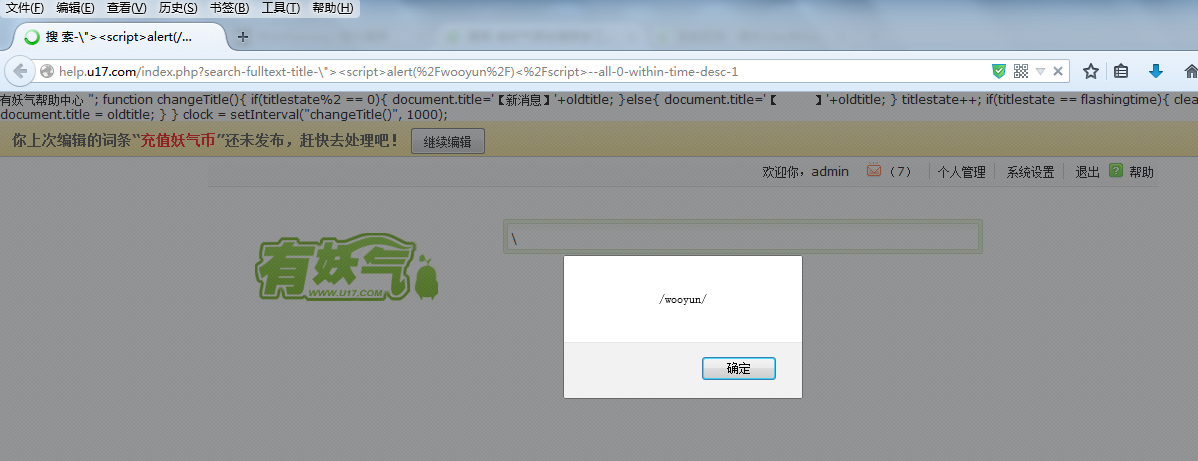 文件(F) 编辑(E) 查看(V) 历史(S) 书签(B) 工具(T) 帮助(H)
搜 索-\"><script>alert(/... +
help.u17.com/index.php?search-fulltext-title-\"><script>alert(%2Fwooyun%2F)<%2Fscript>--all-0-within-time-desc-1
有妖气帮助中心 "; function changeTitle(){ if(titlestate%2 == 0){ document.title='【新消息】'+oldtitle; }else{ document.title='【 】'+oldtitle; } titlestate++; if(titlestate == flashingtime){ clea
document.title = oldtitle; } } clock = setInterval("changeTitle()", 1000);
你上次编辑的词条“充值妖气币”还未发布，赶快去处理吧！ 继续编辑
欢迎你，admin （7） 个人管理 系统设置 退出 ? 帮助
\
有妖气
WWW.U17.COM
/wooyun/
确定